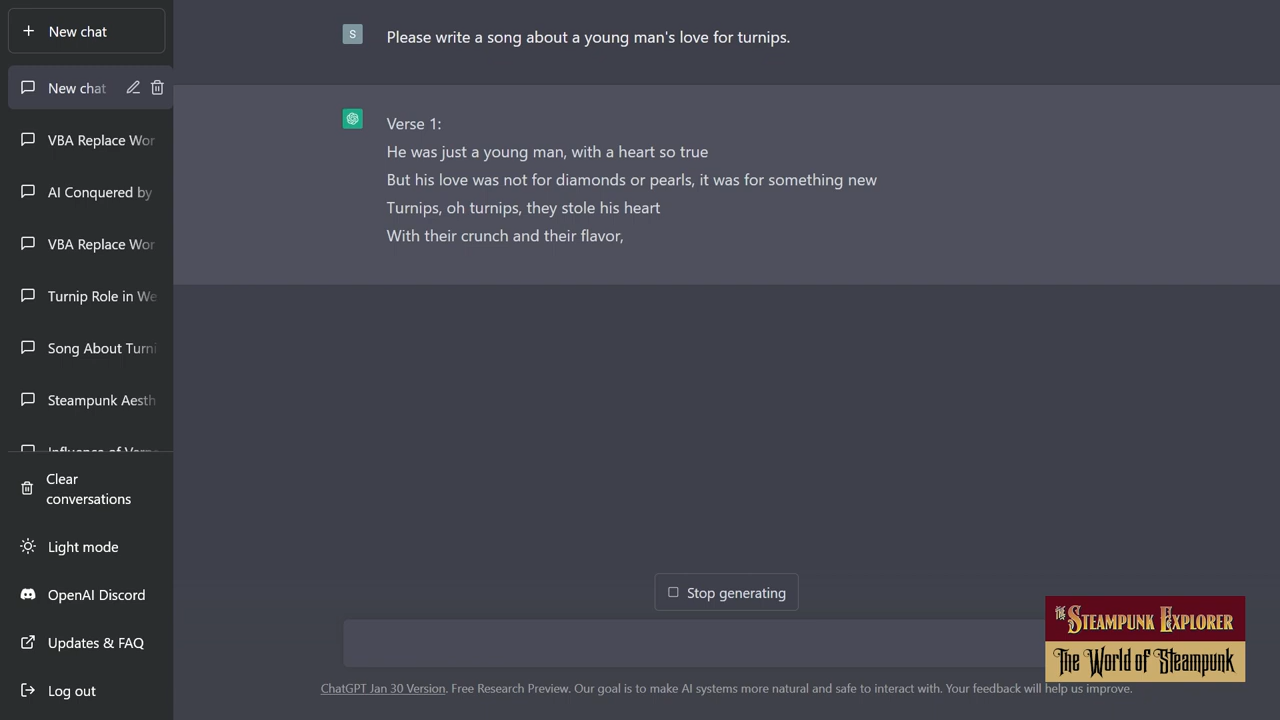 New chat
New chat
VBA Replace Wor
AI Conquered by
VBA Replace Wor
Turnip Role in We
Song About Turni
Steampunk Aesth
Influence of Verne
Clear
conversations
Light mode
OpenAI Discord
Updates & FAQ
Log out
S
Please write a song about a young man's love for turnips.
Verse 1:
He was just a young man, with a heart so true
But his love was not for diamonds or pearls, it was for something new
Turnips, oh turnips, they stole his heart
With their crunch and their flavor,
Stop generating
ChatGPT Jan 30 Version. Free Research Preview. Our goal is to make AI systems more natural and safe to interact with. Your feedback will help us improve.
THE STEAMPUNK EXPLORER
The World of Steampunk